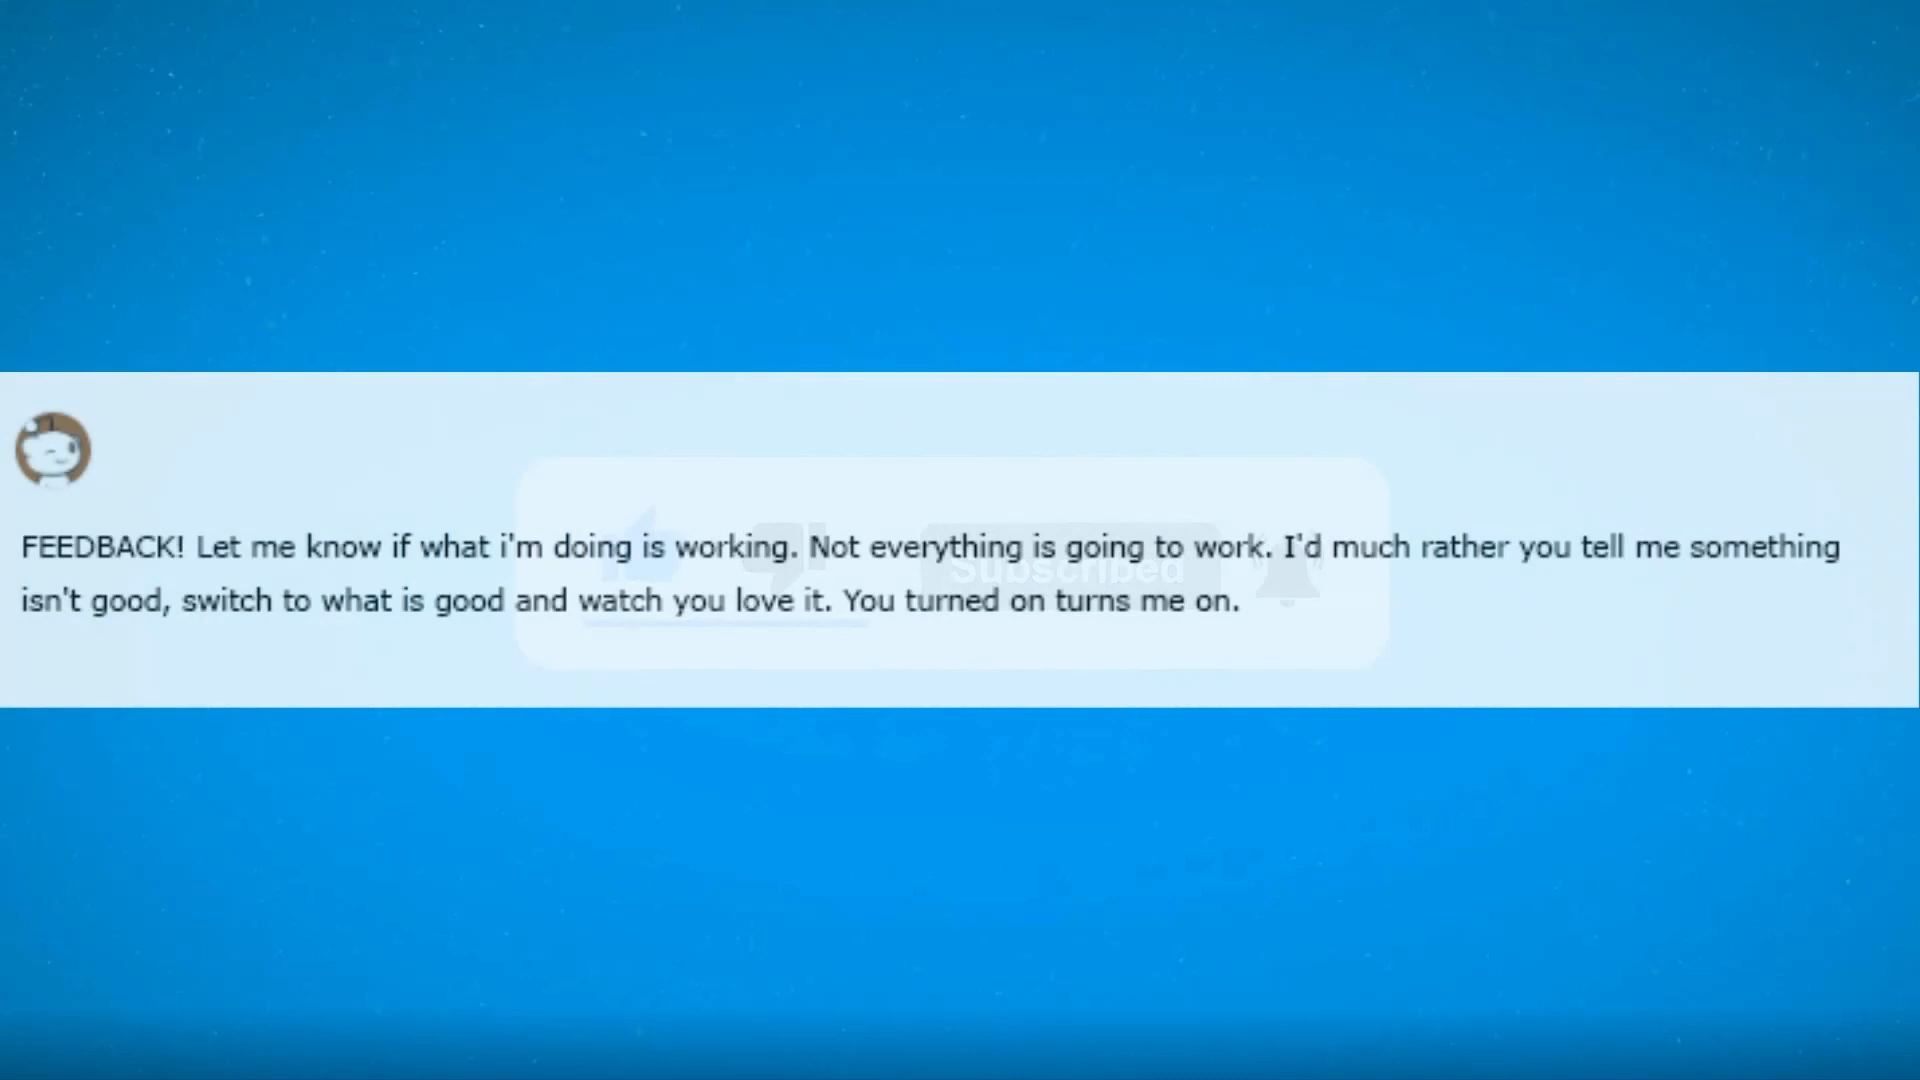 FEEDBACK! Let me know if what i'm doing is working. Not everything is going to work. I'd much rather you tell me something
isn't good, switch to what is good and watch you love it. You turned on turns me on.
Subscribed